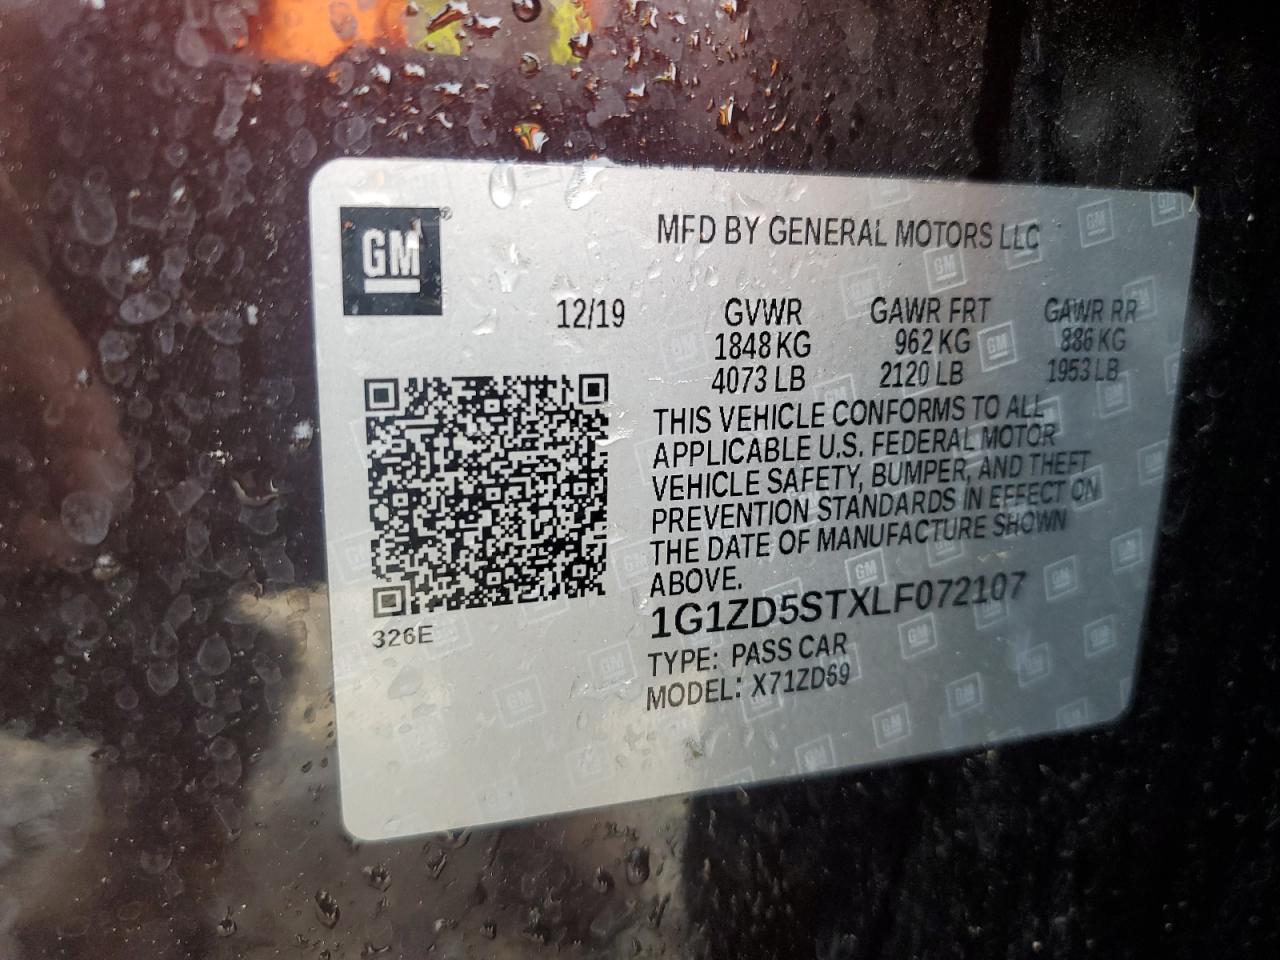 GM
MFD BY GENERAL MOTORS LLC
12/19 GVWR GAWR FRT GAWR RR
1848 KG 962 KG 886 KG
4073 LB 2120 LB 1953 LB
THIS VEHICLE CONFORMS TO ALL
APPLICABLE U.S. FEDERAL MOTOR
VEHICLE SAFETY, BUMPER, AND THEFT
PREVENTION STANDARDS IN EFFECT ON
THE DATE OF MANUFACTURE SHOWN
ABOVE.
1G1ZD5STXLF072107
326E
TYPE: PASS CAR
MODEL: X71ZD69